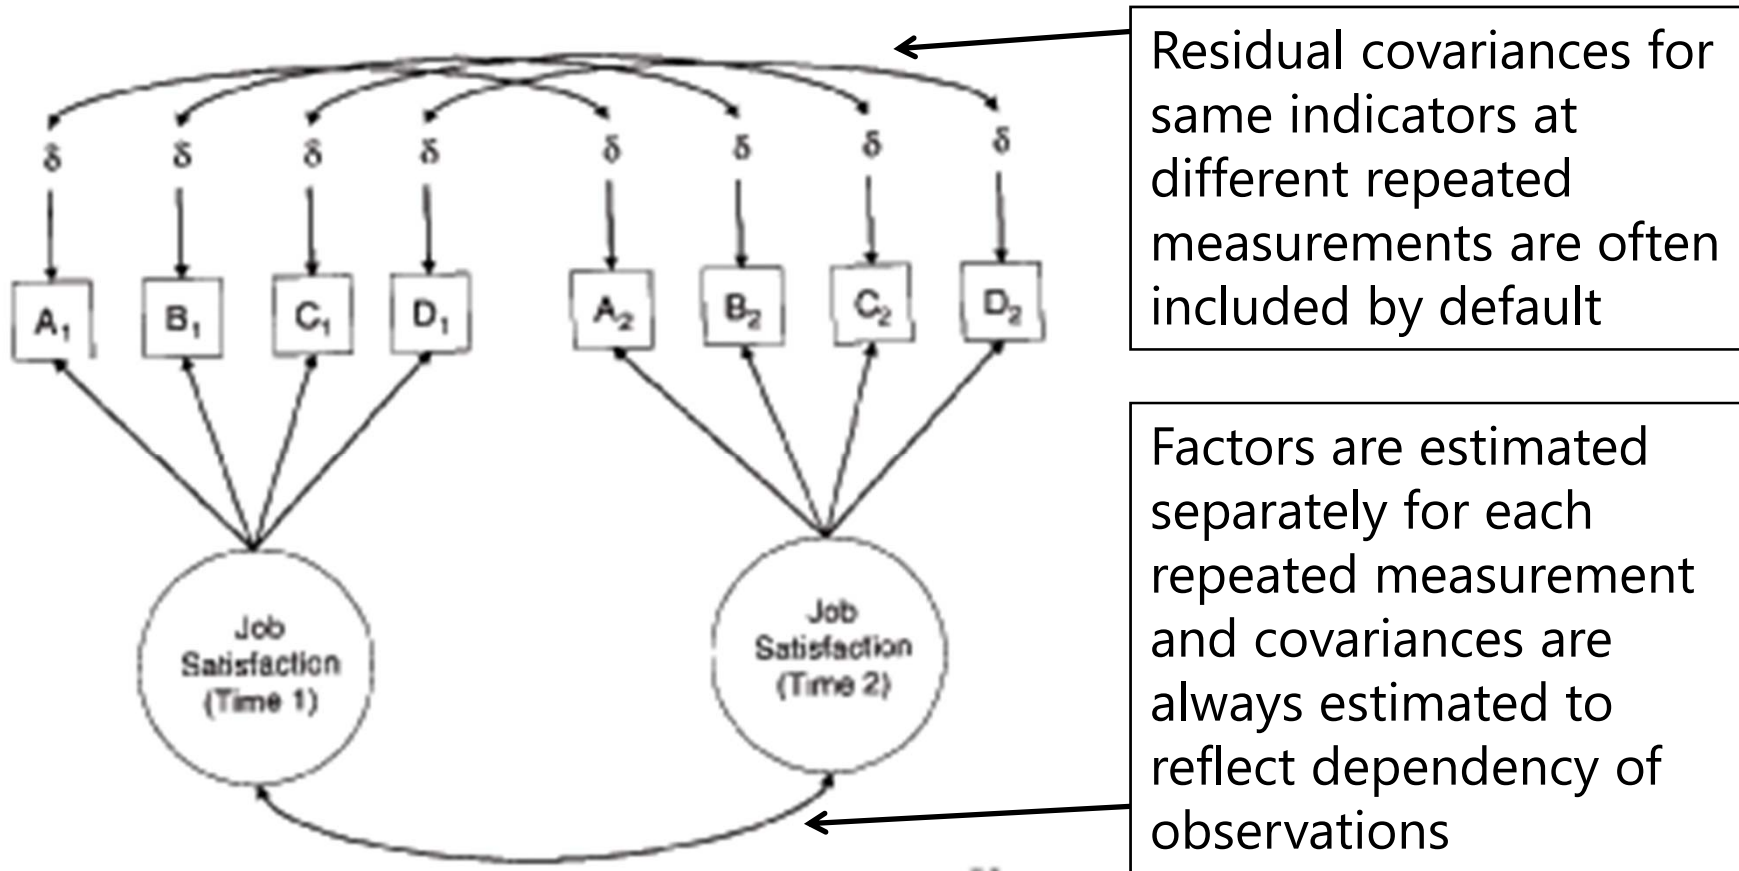 Residual covariances for
same indicators at
different repeated
measurements are often
included by default
δ δ δ δ δ δ δ δ
A₁ B₁ C₁ D₁ A₂ B₂ C₂ D₂
Factors are estimated
separately for each
repeated measurement
and covariances are
always estimated to
reflect dependency of
observations
Job
Satisfaction
(Time 1)
Job
Satisfaction
(Time 2)